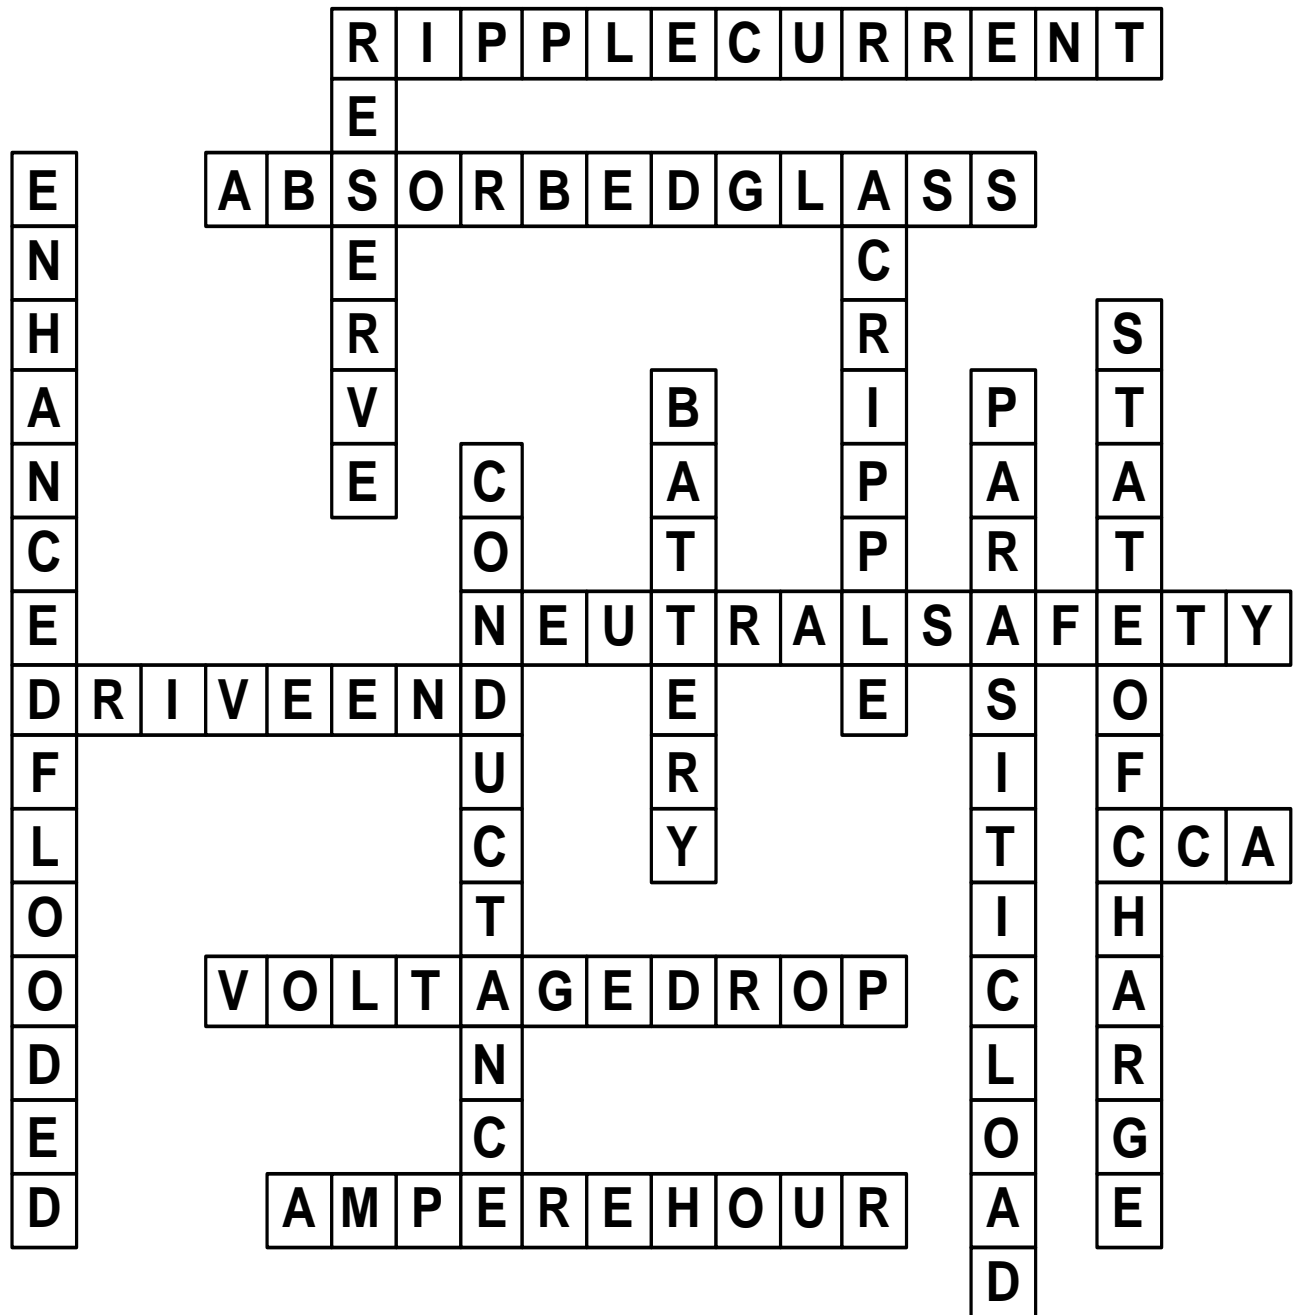 RIPPLECURRENT
RESERVE
ENHANCEDFLOODED
ABSORBEDGLASS
ACRIPPLE
STATEOFCHARGE
BATTERY
PARASITICLOAD
CONDUCTANCE
NEUTRALSAFETY
DRIVEEND
CCA
VOLTAGEDROP
AMPEREHOUR